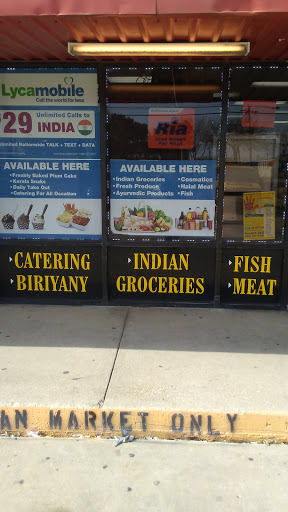 Lycamobile
Call the world for less
$29 Unlimited Calls to
INDIA
Unlimited Nationwide TALK + TEXT + DATA
AVAILABLE HERE
• Freshly Baked Plum Cake
• Kerala Snaks
• Daily Take Out
• Catering For All Occation
Ria
AVAILABLE HERE
• Indian Groceries
• Fresh Produce
• Ayurvedic Products
• Cosmetics
• Halal Meat
• Fish
CATERING
BIRIYANY
INDIAN
GROCERIES
FISH
MEAT
AN MARKET ONLY